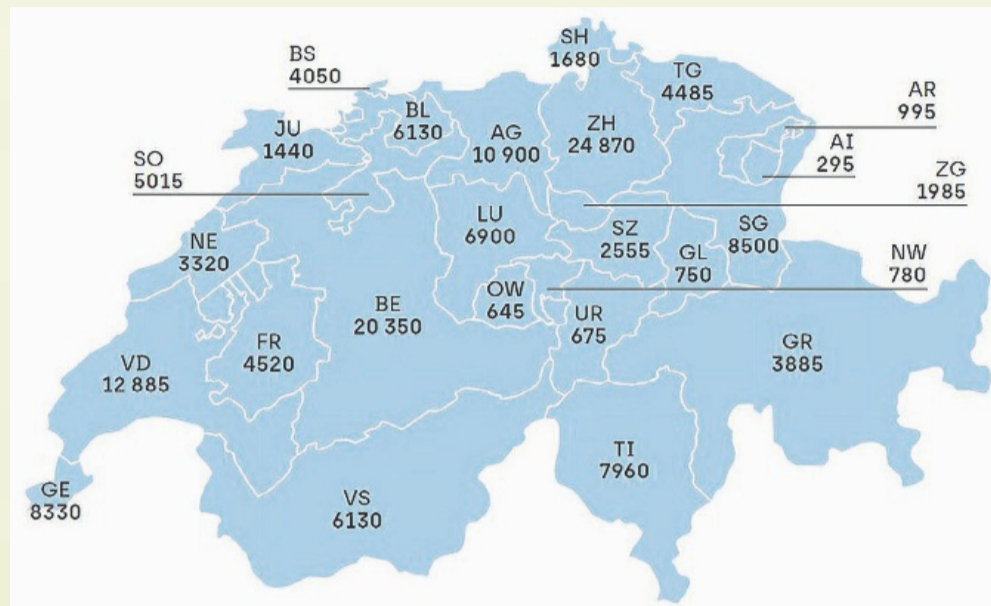 SH
1680
BS
4050
TG
4485
AR
995
BL
6130
ZH
24 870
JU
1440
AG
10 900
AI
295
SO
5015
ZG
1985
LU
6900
SG
8500
SZ
2555
NE
3320
GL
750
NW
780
OW
645
BE
20 350
UR
675
FR
4520
GR
3885
VD
12 885
TI
7960
GE
8330
VS
6130